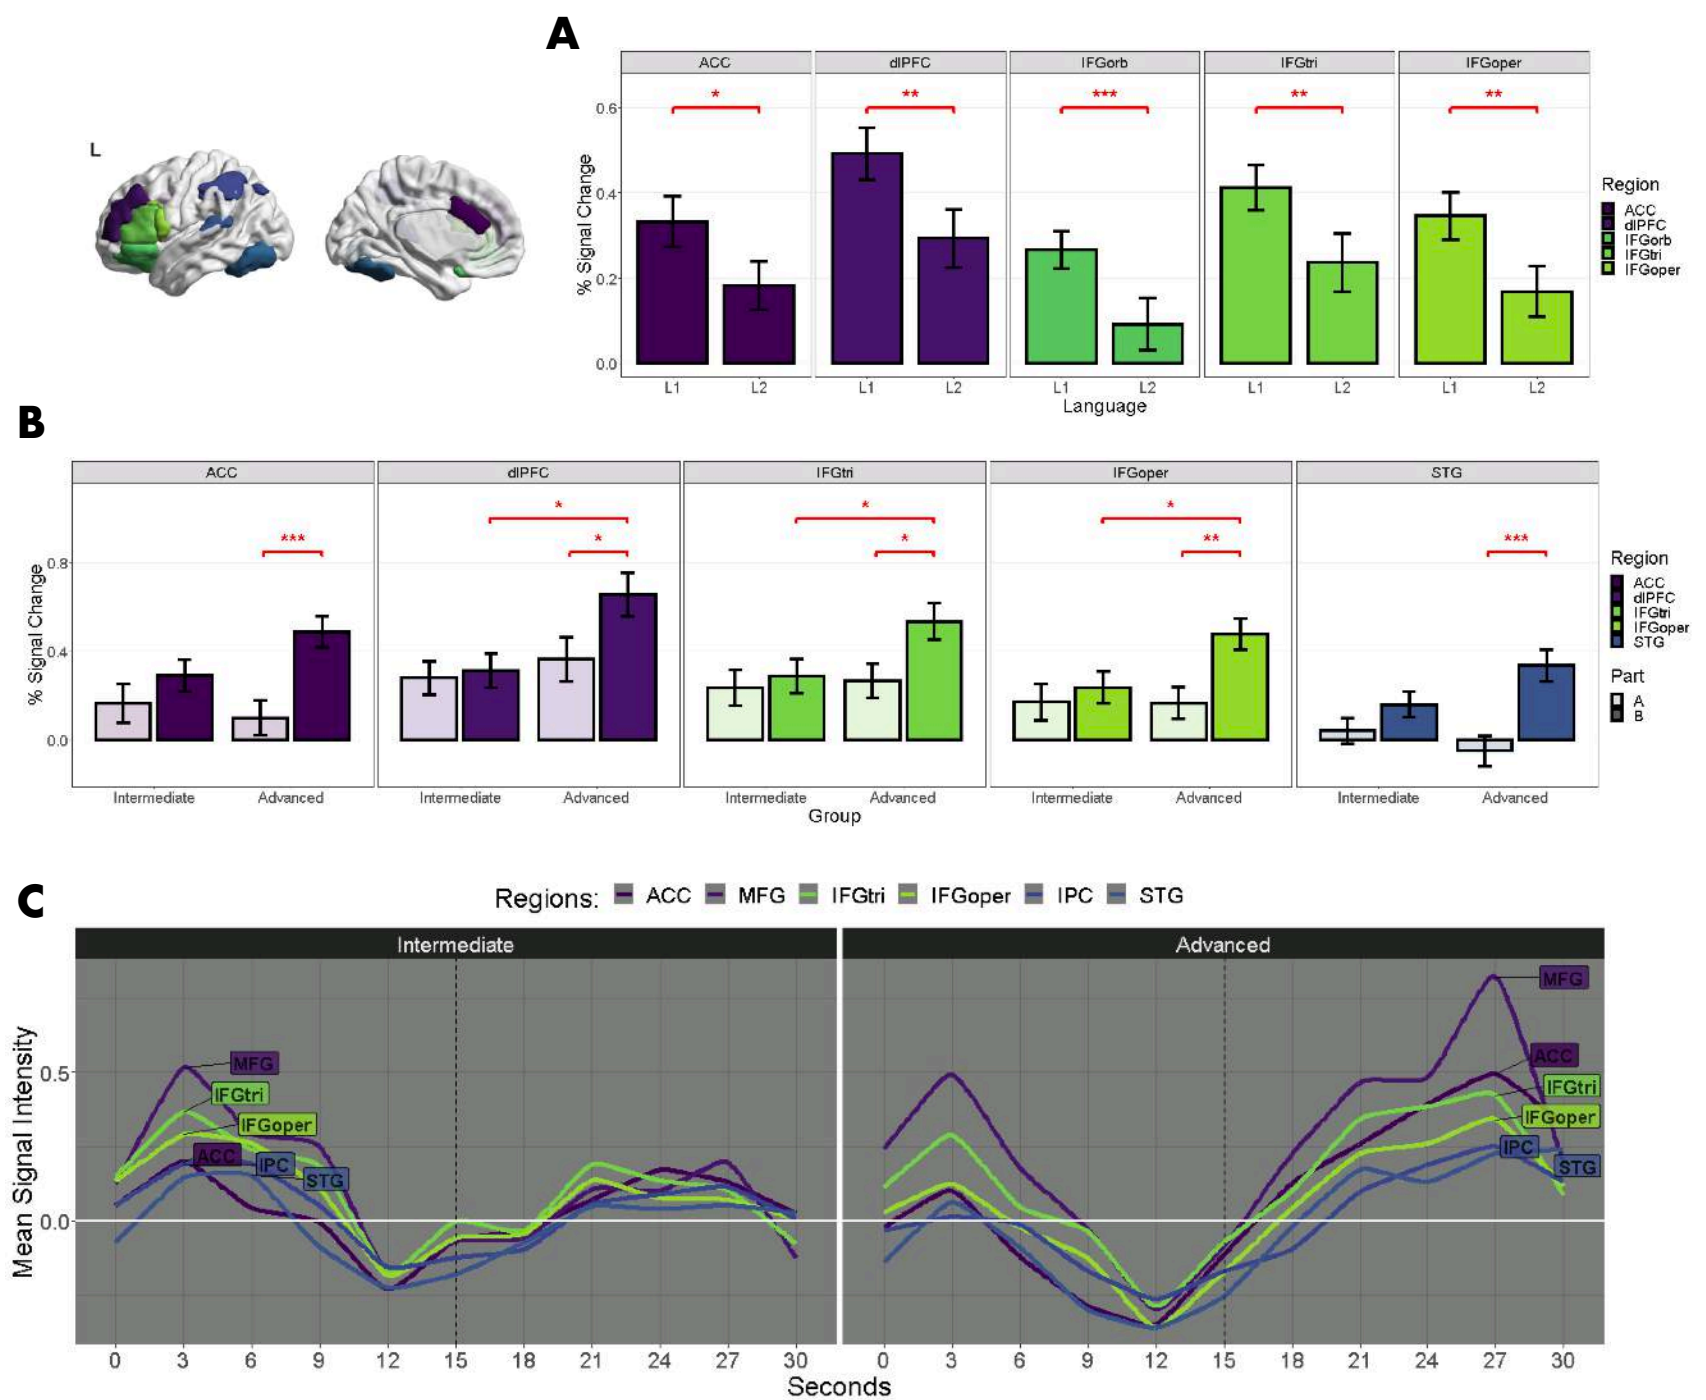 A
L
ACC dlPFC IFGorb IFGtri IFGoper
* ** *** ** **
% Signal Change
0.6
0.4
0.2
0.0
L1 L2 L1 L2 L1 L2 L1 L2 L1 L2
Language
Region
ACC
dlPFC
IFGorb
IFGtri
IFGoper
B
ACC dlPFC IFGtri IFGoper STG
* * *
*** * * ** ***
% Signal Change
0.8
0.4
0.0
Intermediate Advanced Intermediate Advanced Intermediate Advanced Intermediate Advanced Intermediate Advanced
Group
Region
ACC
dlPFC
IFGtri
IFGoper
STG
Part
A
B
C
Regions: ACC MFG IFGtri IFGoper IPC STG
Intermediate Advanced
Mean Signal Intensity
0.5
0.0
MFG
IFGtri
IFGoper
ACC
IPC
STG
MFG
ACC
IFGtri
IFGoper
IPC
STG
0 3 6 9 12 15 18 21 24 27 30 0 3 6 9 12 15 18 21 24 27 30
Seconds